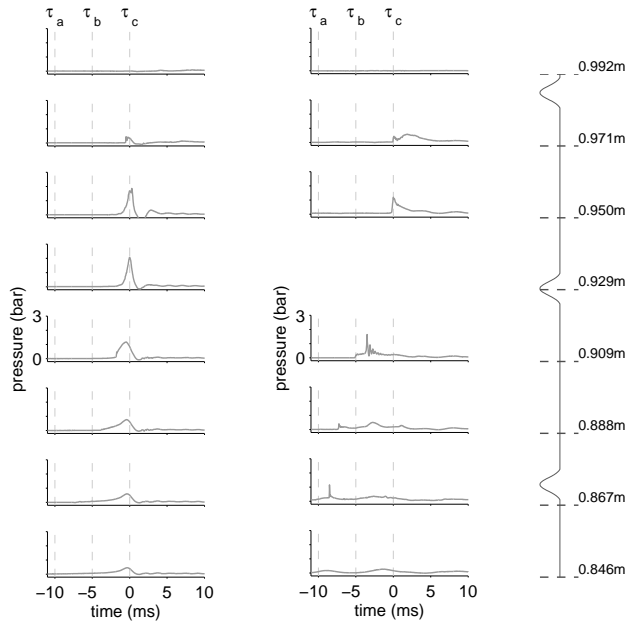 τa τb τc τa τb τc
0.992m
0.971m
0.950m
0.929m
pressure (bar) 3 0 pressure (bar) 3 0
0.909m
0.888m
0.867m
0.846m
−10 −5 0 5 10 −10 −5 0 5 10
time (ms) time (ms)